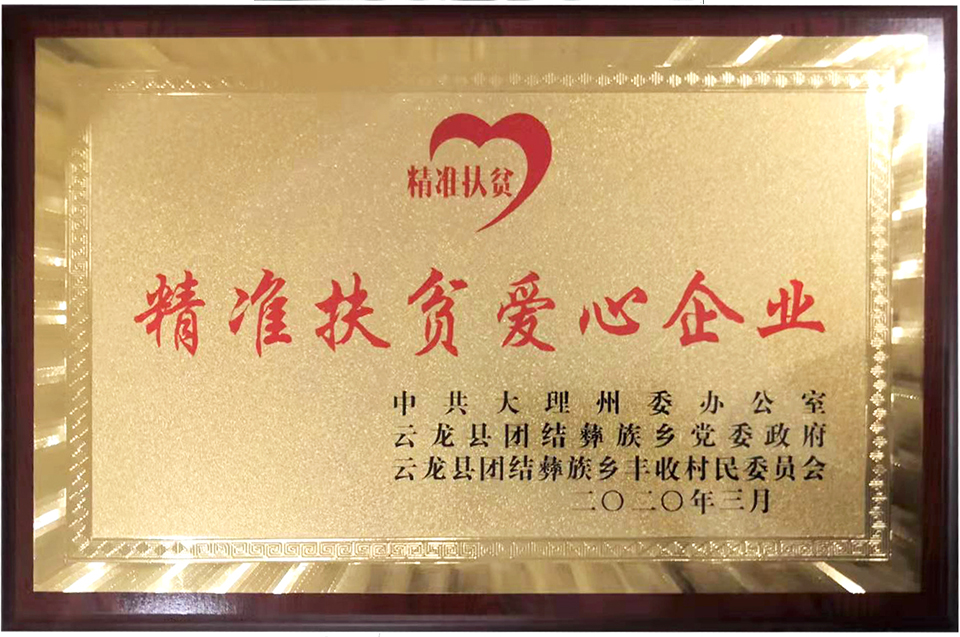 精准扶贫
精准扶贫爱心企业
中共大理州委办公室
云龙县团结彝族乡党委政府
云龙县团结彝族乡丰收村民委员会
二〇二〇年三月